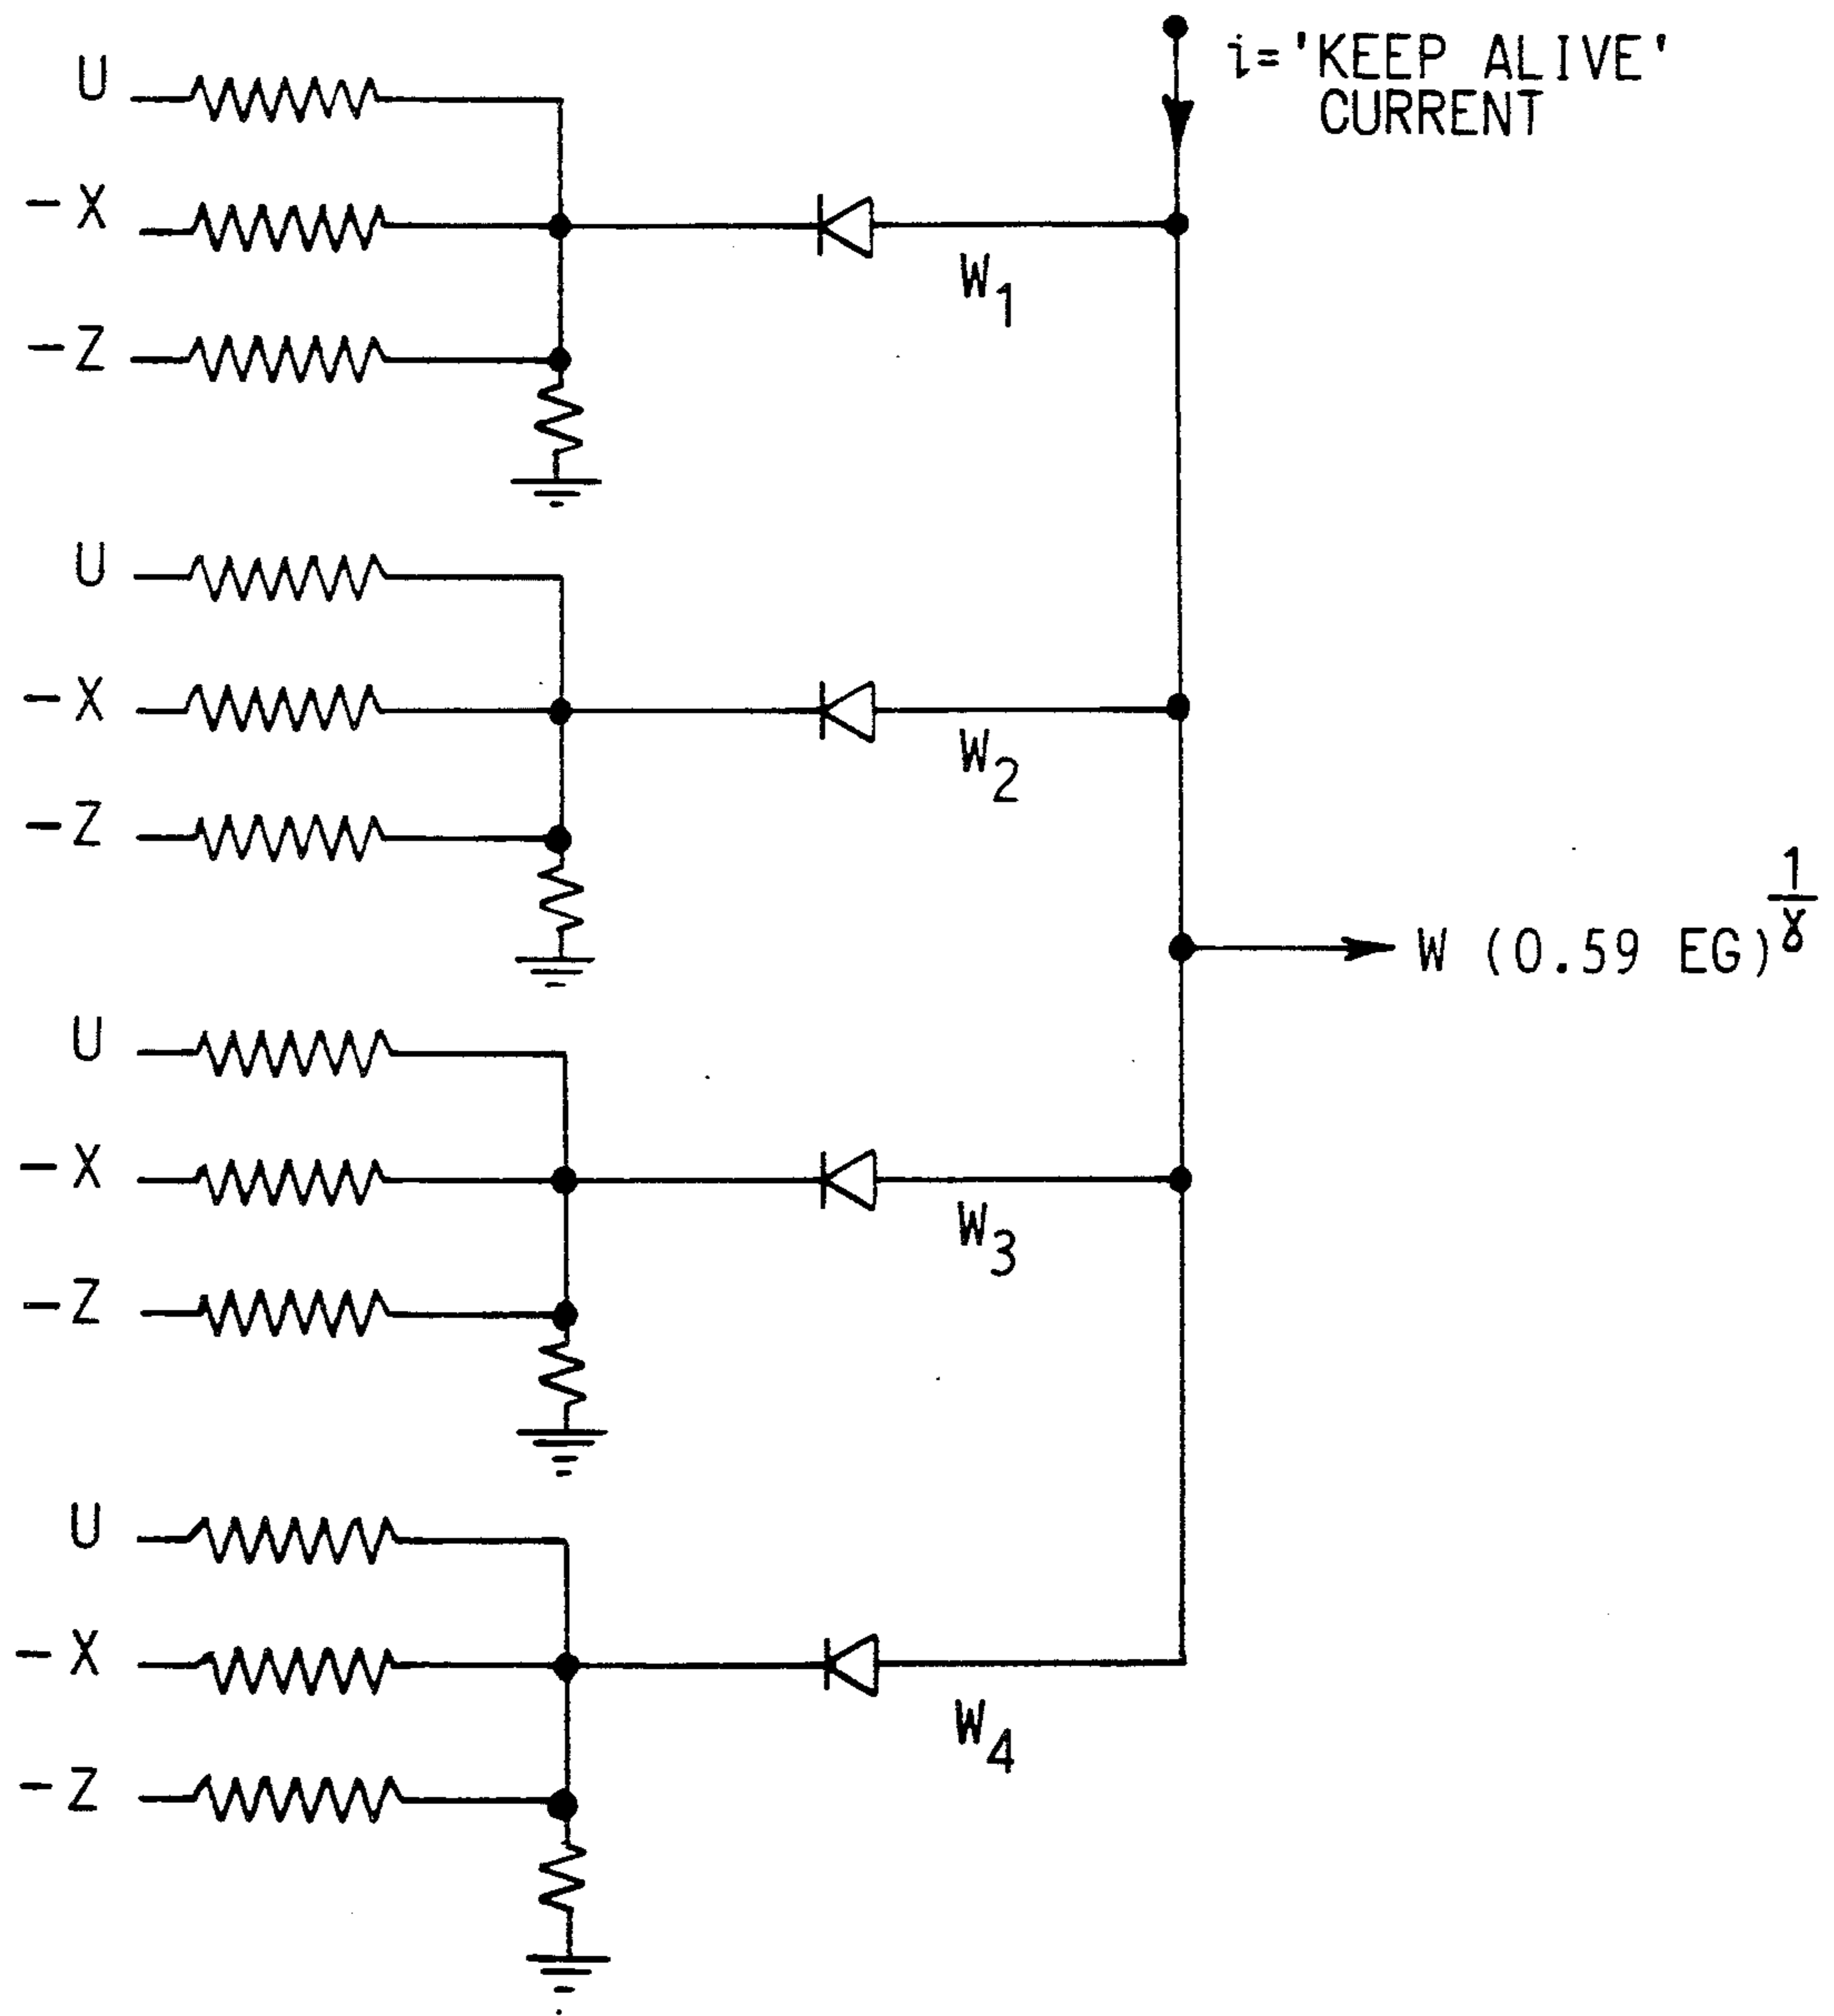 U
i='KEEP ALIVE'
CURRENT
-X
W1
-Z
U
-X
W2
-Z
W (0.59 EG)^1/γ
U
-X
W3
-Z
U
-X
W4
-Z